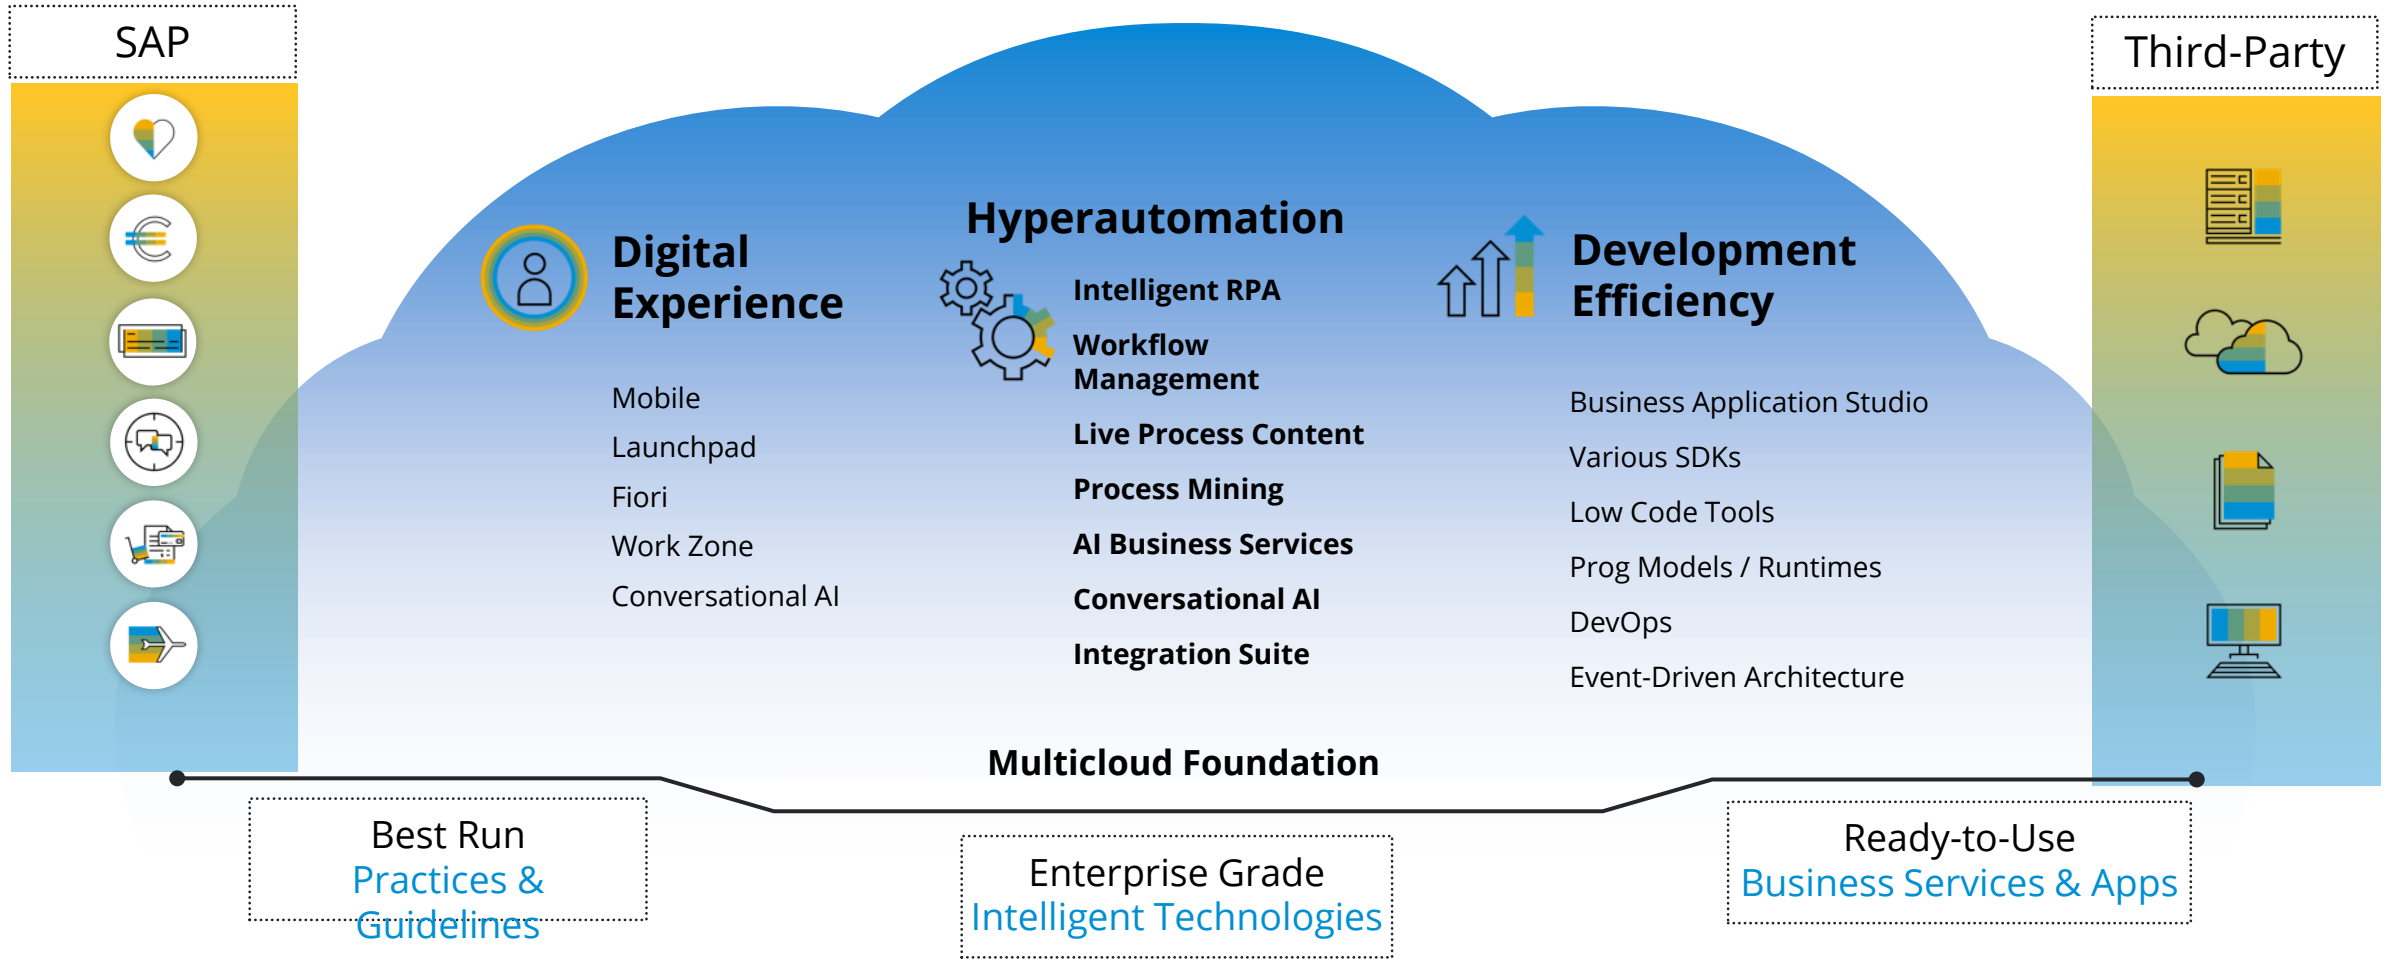 SAP
Third-Party
Digital
Experience
Mobile
Launchpad
Fiori
Work Zone
Conversational AI
Hyperautomation
Intelligent RPA
Workflow
Management
Live Process Content
Process Mining
AI Business Services
Conversational AI
Integration Suite
Development
Efficiency
Business Application Studio
Various SDKs
Low Code Tools
Prog Models / Runtimes
DevOps
Event-Driven Architecture
Multicloud Foundation
Best Run
Practices &
Guidelines
Enterprise Grade
Intelligent Technologies
Ready-to-Use
Business Services & Apps